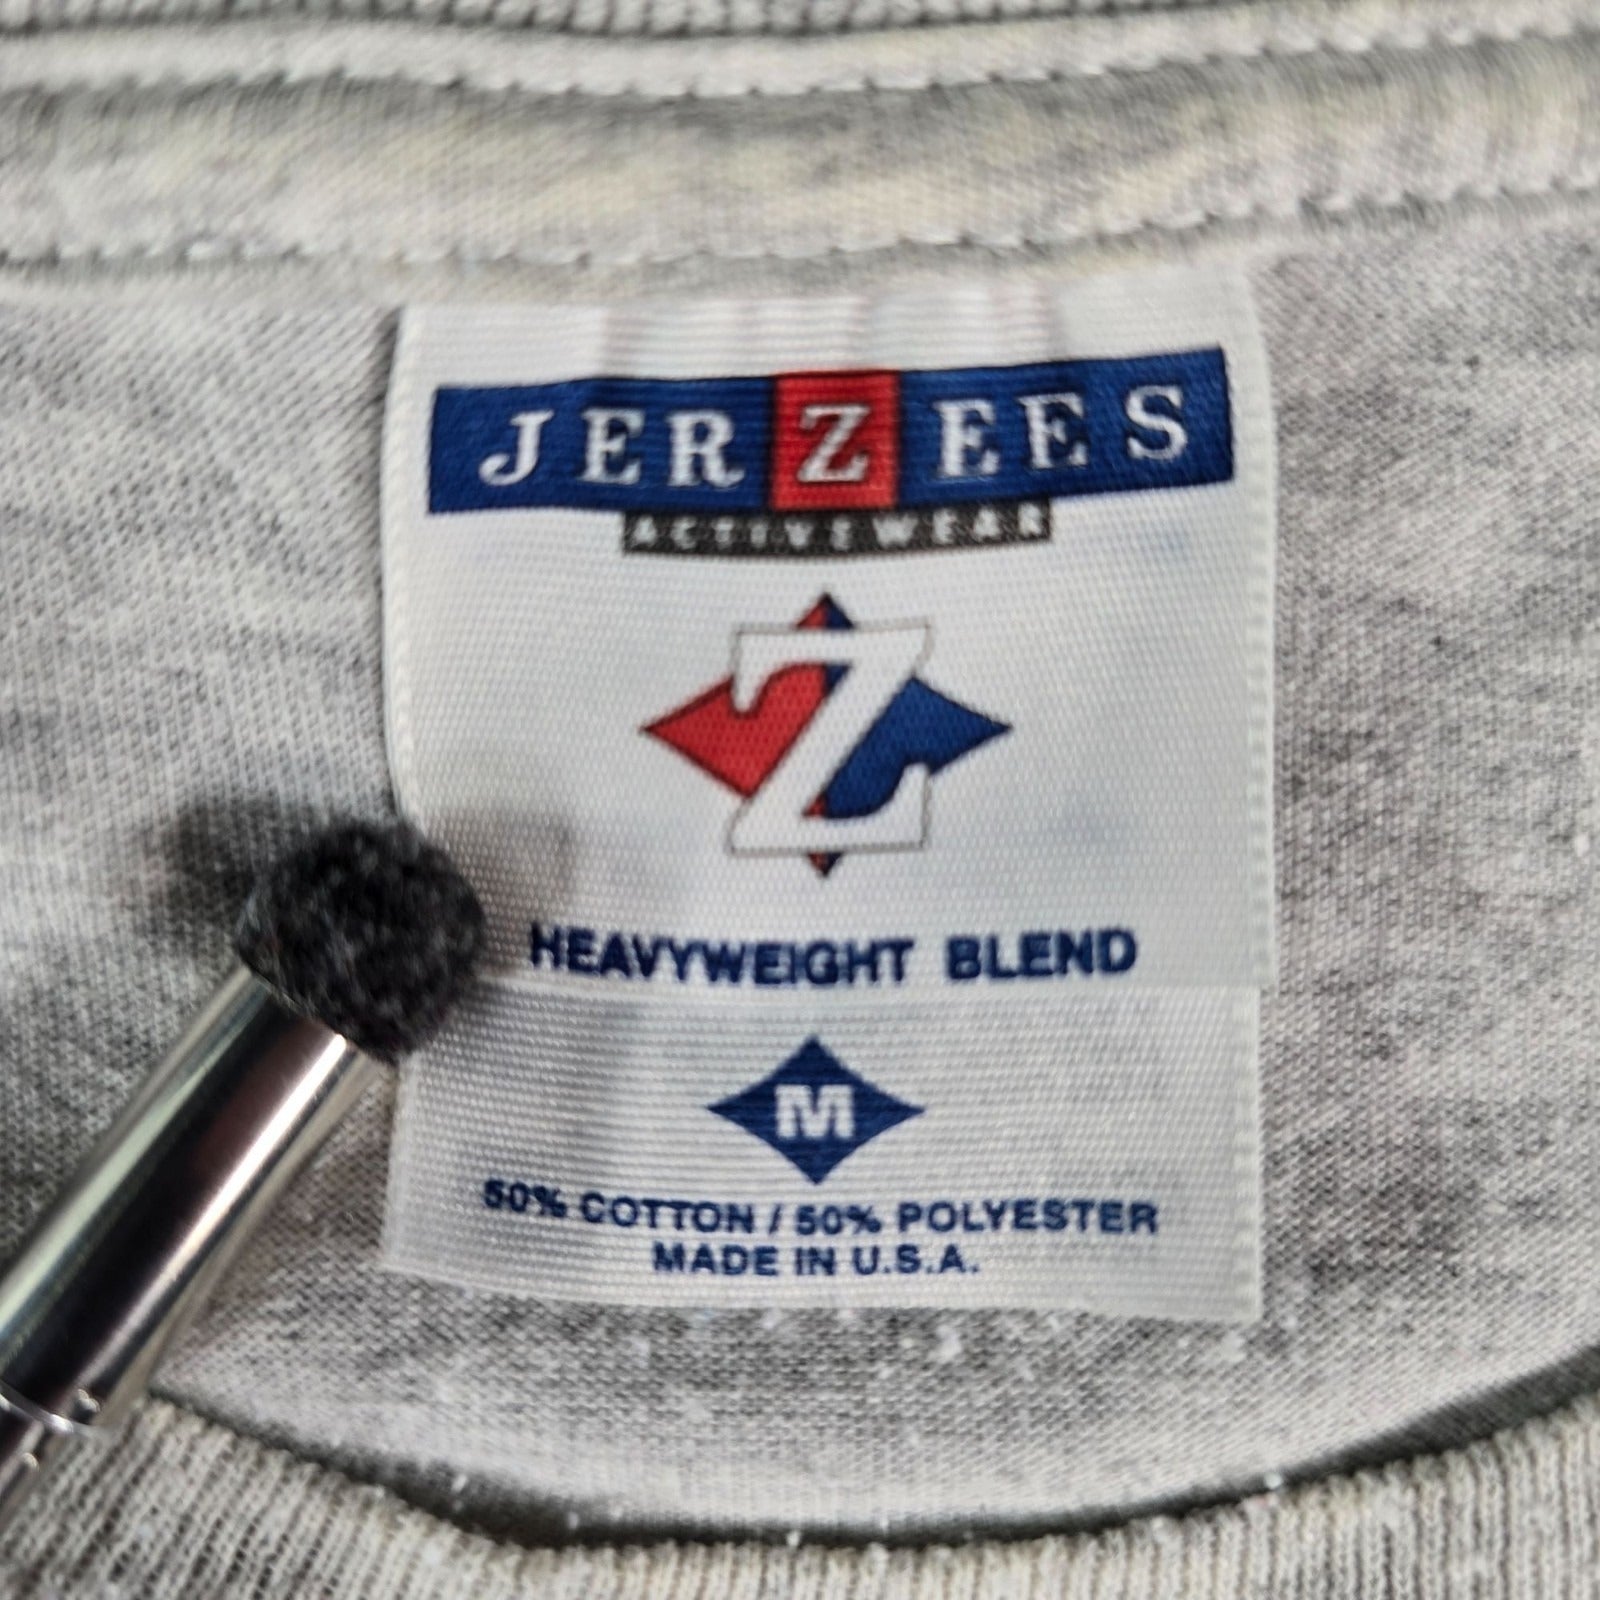 JERZEES
ACTIVEWEAR
Z
HEAVYWEIGHT BLEND
M
50% COTTON / 50% POLYESTER
MADE IN U.S.A.